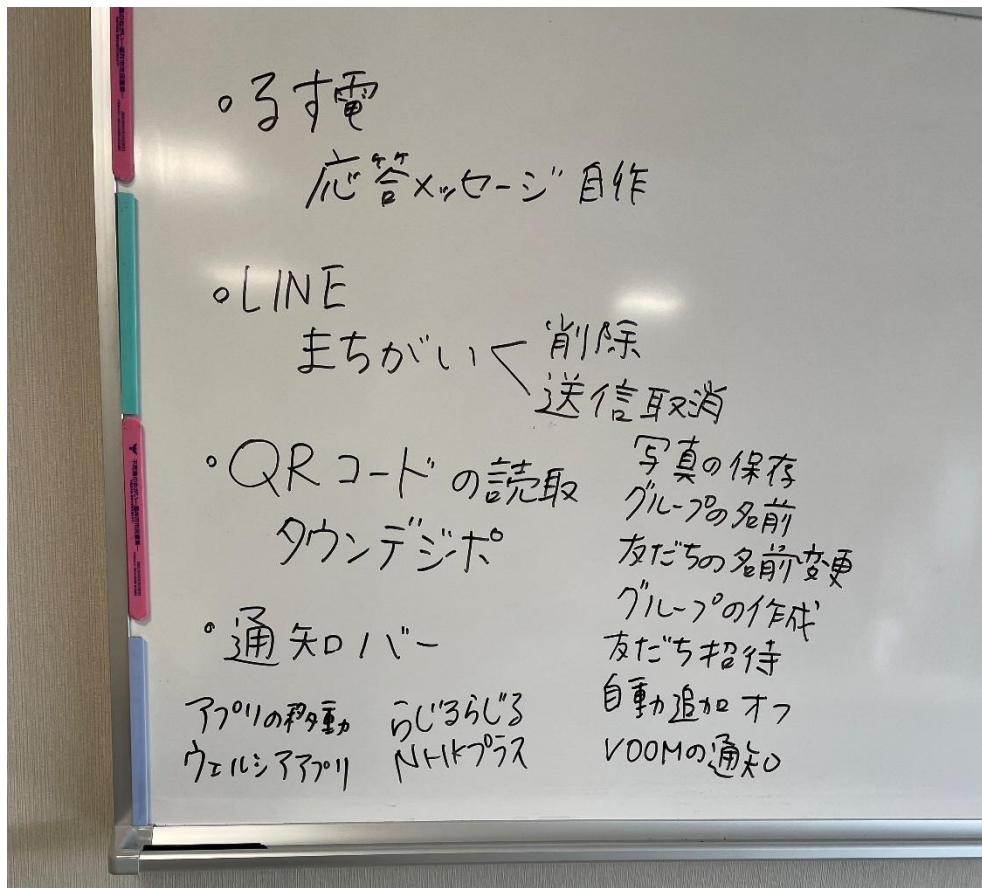 ・るす電
応答メッセージ 自作
・LINE
まちがい
削除
送信取消
・QRコードの読取
タウンデジポ
・通知バー
アプリの移動 らじるらじる
ウェルシアアプリ NHKプラス
写真の保存
グループの名前
友だちの名前変更
グループの作成
友だち招待
自動追加オフ
VOOMの通知